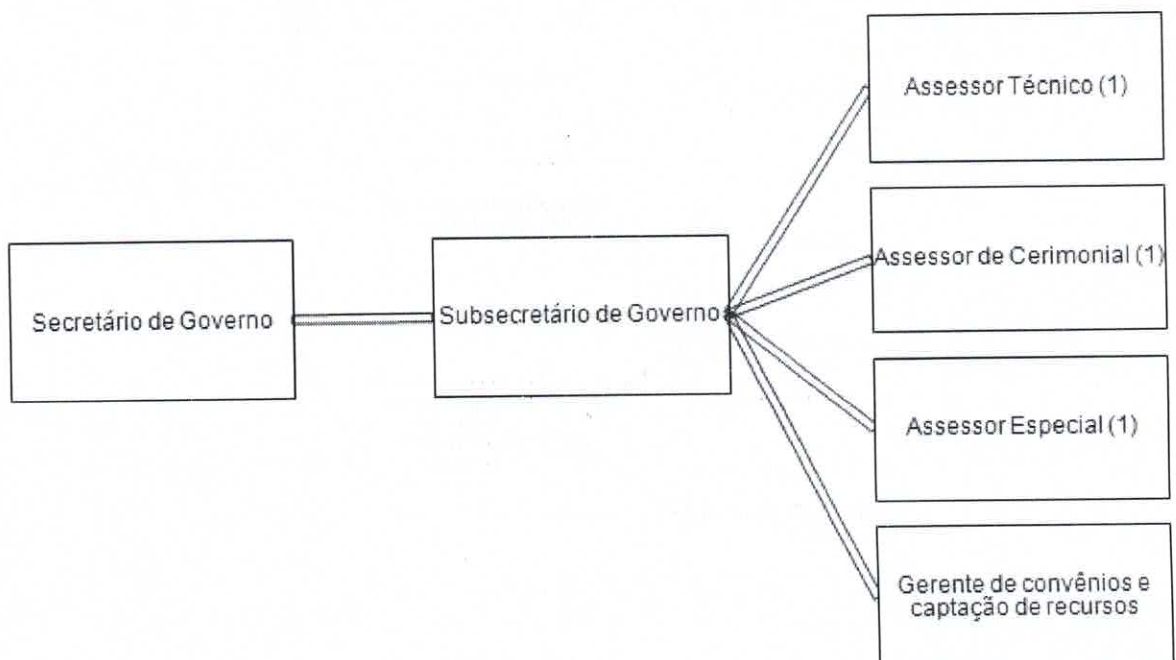 Secretário de Governo
Subsecretário de Governo
Assessor Técnico (1)
Assessor de Cerimonial (1)
Assessor Especial (1)
Gerente de convênios e
captação de recursos